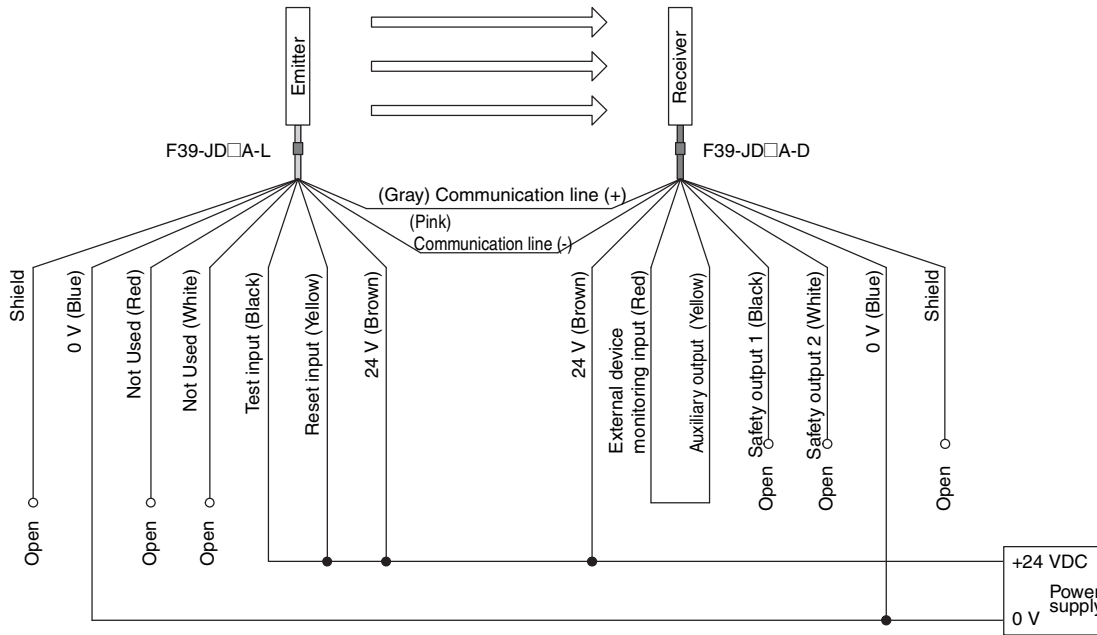 Emitter
Receiver
F39-JD□A-L
F39-JD□A-D
(Gray) Communication line (+)
(Pink)
Communication line (-)
Shield
0 V (Blue)
Not Used (Red)
Not Used (White)
Test input (Black)
Reset input (Yellow)
24 V (Brown)
24 V (Brown)
External device
monitoring input (Red)
Auxiliary output (Yellow)
Safety output 1 (Black)
Safety output 2 (White)
0 V (Blue)
Shield
Open
Open
Open
Open
Open
Open
+24 VDC
Power
supply
0 V